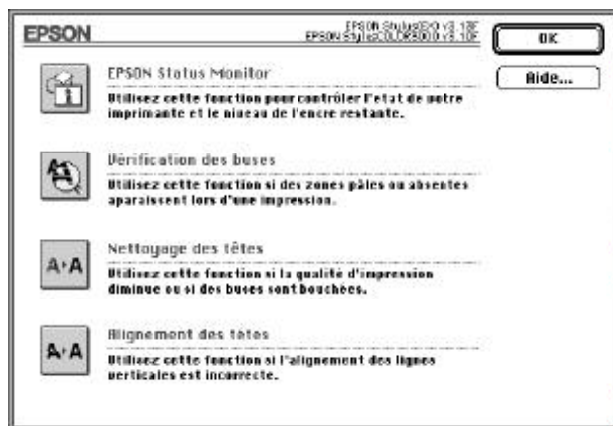 EPSON
OK
Aide...
EPSON Status Monitor
Utilisez cette fonction pour contrôler l'etat de votre
imprimante et le niveau de l'encre restante.
Vérification des buses
Utilisez cette fonction si des zones pâles ou absentes
aparaissent lors d'une impression.
Nettoyage des têtes
Utilisez cette fonction si la qualité d'impression
diminue ou si des buses sont bouchées.
Alignement des têtes
Utilisez cette fonction si l'alignement des lignes
verticales est incorrecte.